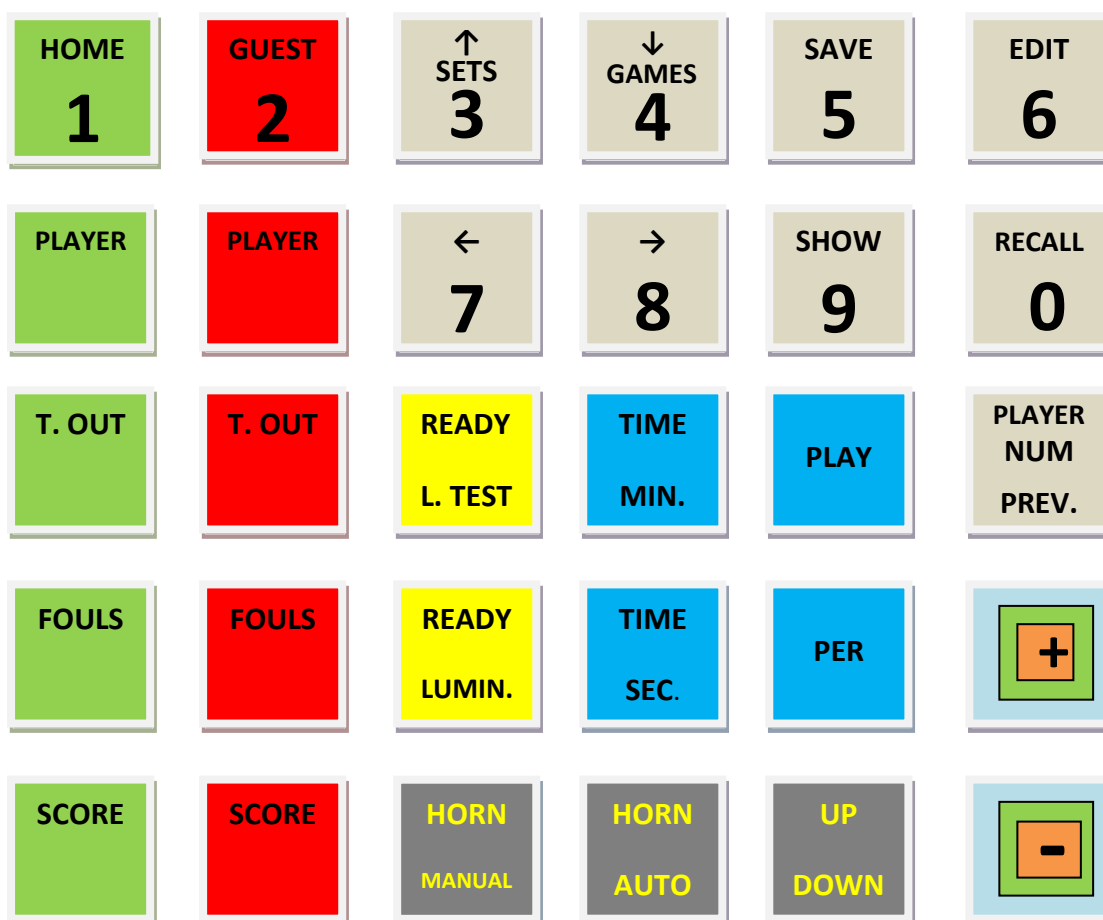 HOME
1
GUEST
2
↑
SETS
3
↓
GAMES
4
SAVE
5
EDIT
6
PLAYER
PLAYER
←
7
→
8
SHOW
9
RECALL
0
T. OUT
T. OUT
READY
L. TEST
TIME
MIN.
PLAY
PLAYER
NUM
PREV.
FOULS
FOULS
READY
LUMIN.
TIME
SEC.
PER
+
SCORE
SCORE
HORN
MANUAL
HORN
AUTO
UP
DOWN
-